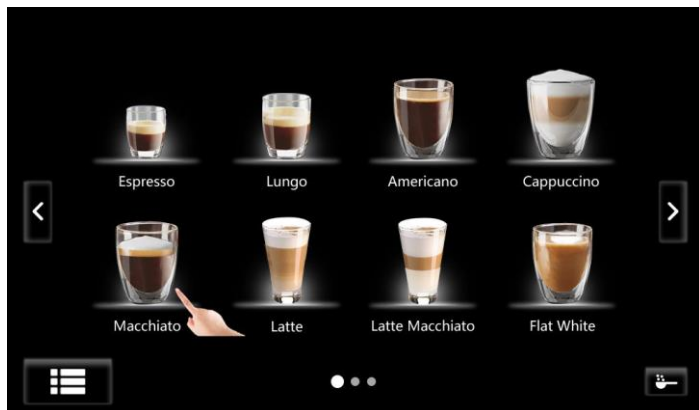 Espresso
Lungo
Americano
Cappuccino
Macchiato
Latte
Latte Macchiato
Flat White